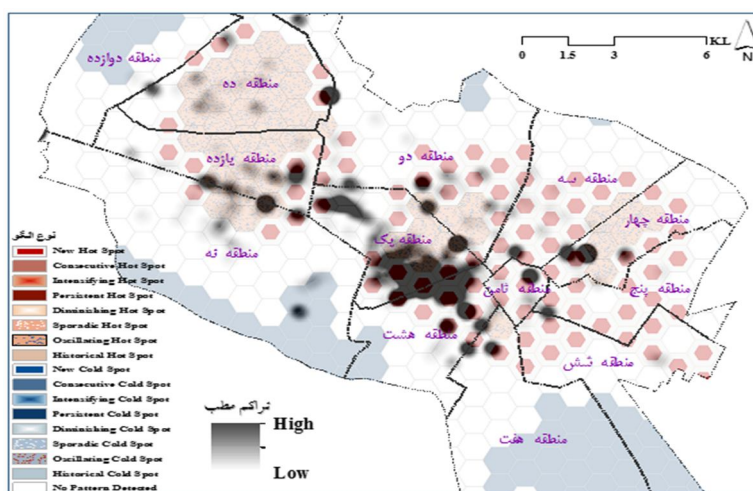 KL
0 1.5 3 6
N
منطقه دوازده
منطقه ده
منطقه یازده
منطقه دو
منطقه سه
منطقه چهار
منطقه یک
منطقه نه
منطقه ثامن
منطقه پنج
منطقه هشت
منطقه شش
منطقه هفت
نوع الگو
New Hot Spot
Consecutive Hot Spot
Intensifying Hot Spot
Persistent Hot Spot
Diminishing Hot Spot
Sporadic Hot Spot
Oscillating Hot Spot
Historical Hot Spot
New Cold Spot
Consecutive Cold Spot
Intensifying Cold Spot
Persistent Cold Spot
Diminishing Cold Spot
Sporadic Cold Spot
Oscillating Cold Spot
Historical Cold Spot
No Pattern Detected
تراکم مطب
High
Low